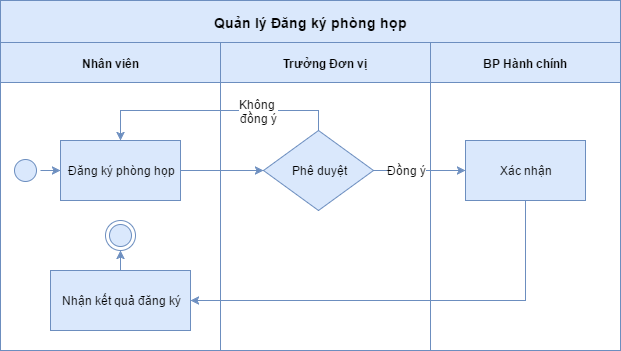 Quản lý Đăng ký phòng họp
Nhân viên
Trưởng Đơn vị
BP Hành chính
Không
đồng ý
Đăng ký phòng họp
Phê duyệt
Đồng ý
Xác nhận
Nhận kết quả đăng ký